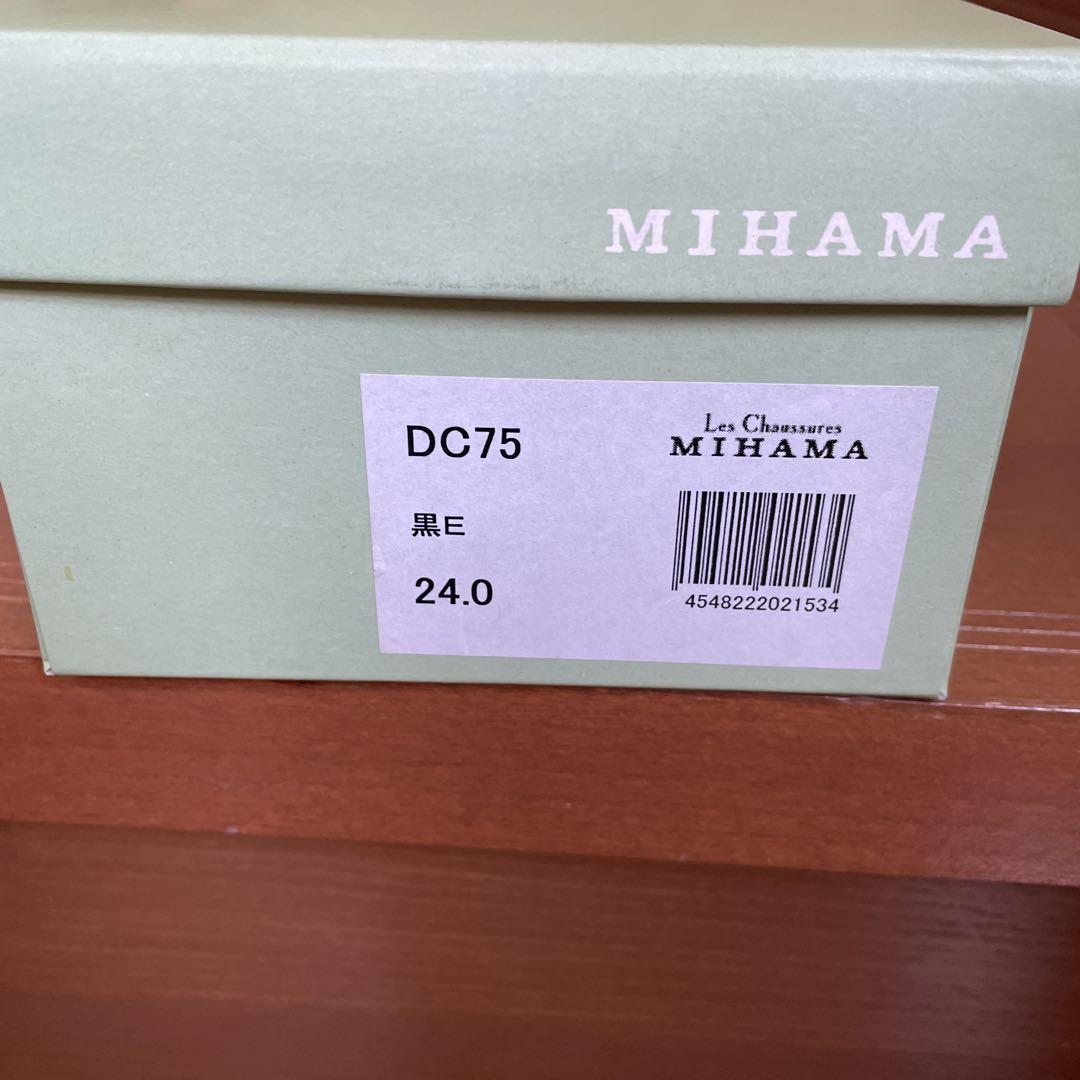 MIHAMA
DC75
Les Chaussures
MIHAMA
黒E
24.0
4548222021534